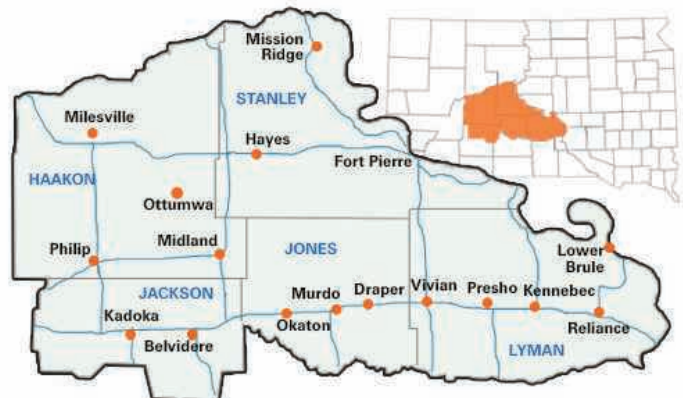 Mission
Ridge
STANLEY
Milesville
Hayes
Fort Pierre
HAAKON
Ottumwa
Philip
Midland
JONES
Lower
Brule
JACKSON
Kadoka
Belvidere
Murdo
Okaton
Draper
Vivian
Presho
Kennebec
Reliance
LYMAN